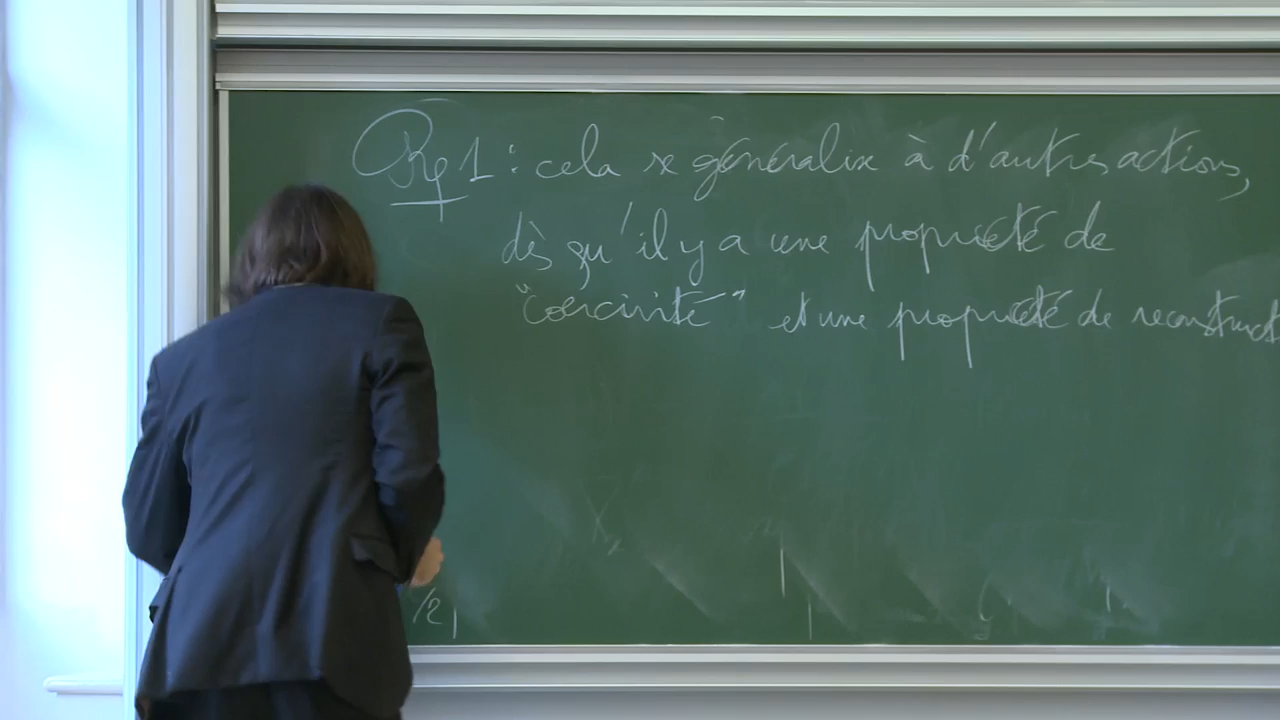 Rq 1 : cela se généralise à d'autres actions,
dès qu'il y a une propriété de
"coercivité" et une propriété de reconstruct
/2